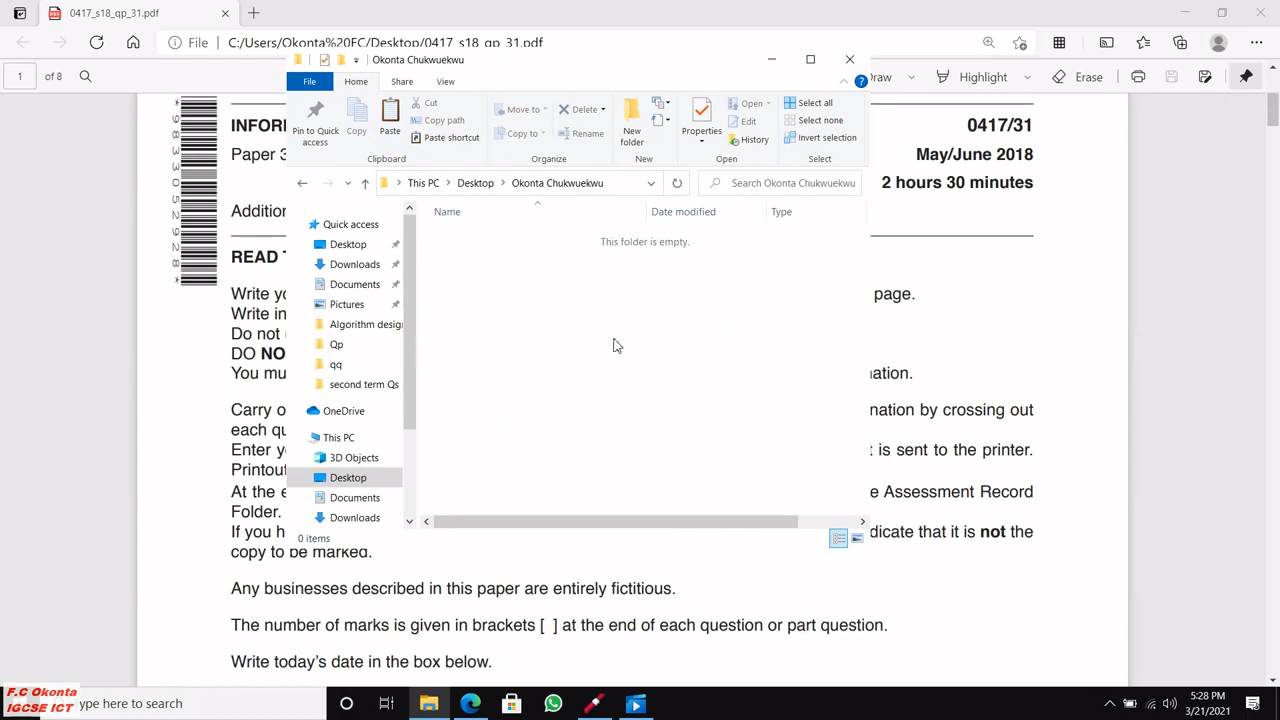 0417_s18_qp_31.pdf
File
C:/Users/Okonta%20FC/Desktop/0417_s18_qp_31.pdf
1
of 8
Draw
Highlight
Erase
Okonta Chukwuekwu
File
Home
Share
View
Pin to Quick access
Copy
Paste
Cut
Copy path
Paste shortcut
Move to
Copy to
Delete
Rename
New folder
Properties
Open
Edit
History
Select all
Select none
Invert selection
Clipboard
Organize
New
Open
Select
This PC
Desktop
Okonta Chukwuekwu
Search Okonta Chukwuekwu
Name
Date modified
Type
This folder is empty.
Quick access
Desktop
Downloads
Documents
Pictures
Algorithm desig
Qp
qq
second term Qs
OneDrive
This PC
3D Objects
Desktop
Documents
Downloads
0 items
INFOR
0417/31
Paper 3
May/June 2018
2 hours 30 minutes
Addition
READ T
Write yo
page.
Write in
Do not
DO NO
You mu
ation.
Carry o
nation by crossing out
each qu
Enter y
is sent to the printer.
Printou
At the e
e Assessment Record
Folder.
If you h
dicate that it is not the
copy to be marked.
Any businesses described in this paper are entirely fictitious.
The number of marks is given in brackets [ ] at the end of each question or part question.
Write today's date in the box below.
F.C Okonta
IGCSE ICT
ype here to search
5:28 PM
3/21/2021